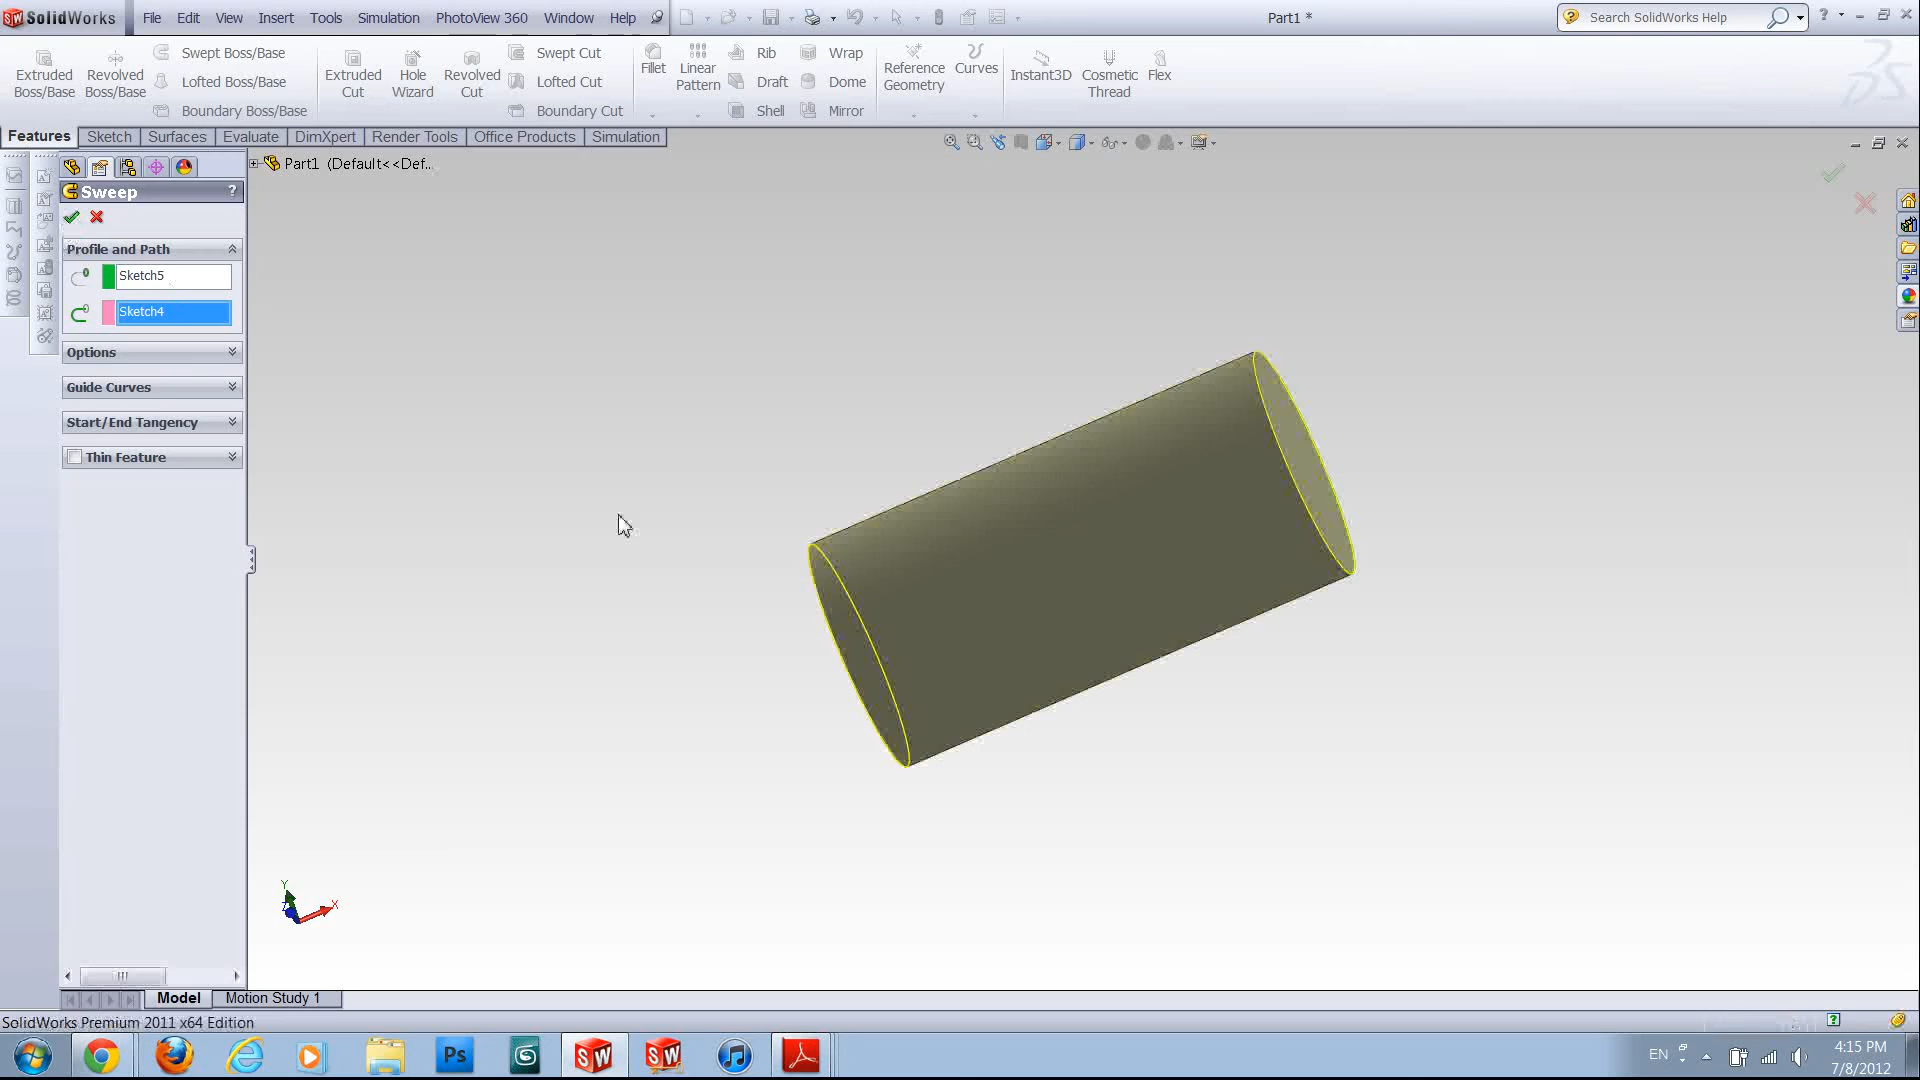 SolidWorks File Edit View Insert Tools Simulation PhotoView 360 Window Help Part1 * Search SolidWorks Help ?
Extruded Boss/Base
Revolved Boss/Base
Swept Boss/Base
Lofted Boss/Base
Boundary Boss/Base
Extruded Cut
Hole Wizard
Revolved Cut
Swept Cut
Lofted Cut
Boundary Cut
Fillet
Linear Pattern
Rib
Draft
Shell
Wrap
Dome
Mirror
Reference Geometry
Curves
Instant3D
Cosmetic Thread
Flex
Features Sketch Surfaces Evaluate DimXpert Render Tools Office Products Simulation
Part1 (Default<<Def...
Sweep ?
Profile and Path
Sketch5
Sketch4
Options
Guide Curves
Start/End Tangency
Thin Feature
Y
X
Z
Model Motion Study 1
SolidWorks Premium 2011 x64 Edition
Ps
S
SW
SW
EN
4:15 PM
7/8/2012